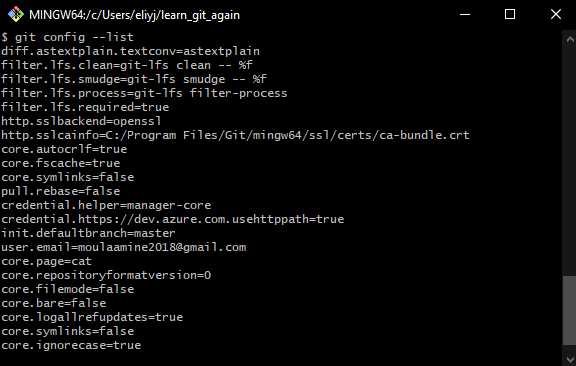 MINGW64:/c/Users/eliyj/learn_git_again
$ git config --list
diff.astextplain.textconv=astextplain
filter.lfs.clean=git-lfs clean -- %f
filter.lfs.smudge=git-lfs smudge -- %f
filter.lfs.process=git-lfs filter-process
filter.lfs.required=true
http.sslbackend=openssl
http.sslcainfo=C:/Program Files/Git/mingw64/ssl/certs/ca-bundle.crt
core.autocrlf=true
core.fscache=true
core.symlinks=false
pull.rebase=false
credential.helper=manager-core
credential.https://dev.azure.com.usehttppath=true
init.defaultbranch=master
user.email=moulaamine2018@gmail.com
core.page=cat
core.repositoryformatversion=0
core.filemode=false
core.bare=false
core.logallrefupdates=true
core.symlinks=false
core.ignorecase=true